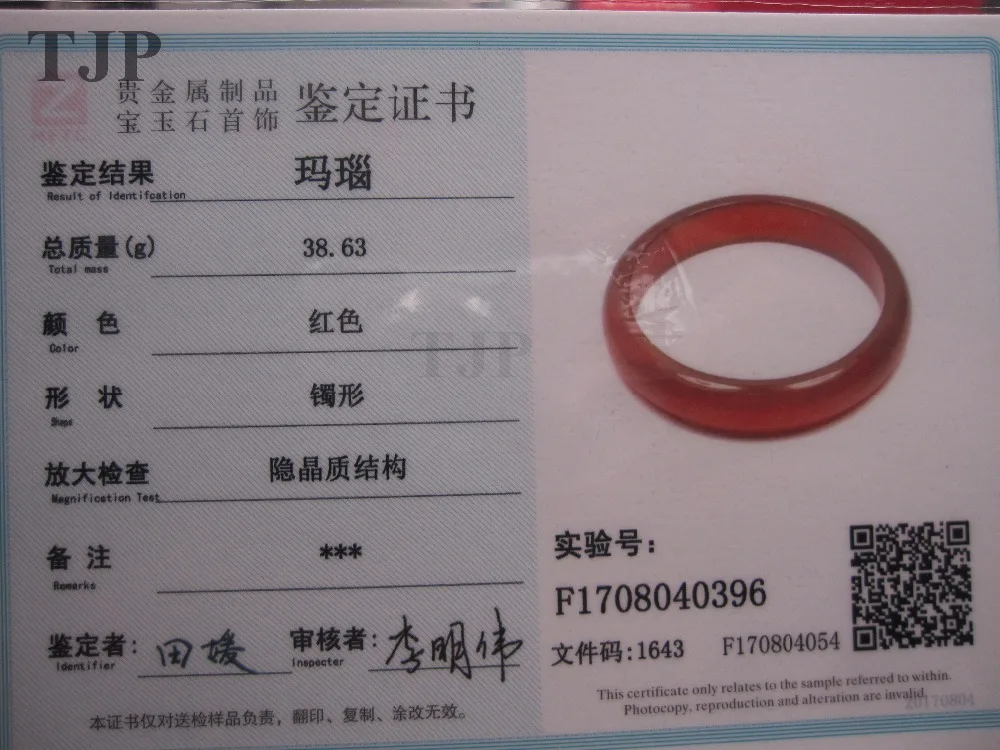 TJP
贵金属制品
宝玉石首饰
鉴定证书
鉴定结果 玛瑙
Result of Identifcation
总质量(g) 38.63
Total mass
颜 色 红色
Color
形 状 镯形
Shape
放大检查 隐晶质结构
Magnification Test
备 注 ***
Remarks
鉴定者: 田媛 审核者: 李明伟
Identifier Inspecter
本证书仅对送检样品负责，翻印、复制、涂改无效。
TJP
实验号：
F1708040396
文件码:1643 F170804054
This certificate only relates to the sample referred to within.
Photocopy, reproduction and alteration are invalid
20170804